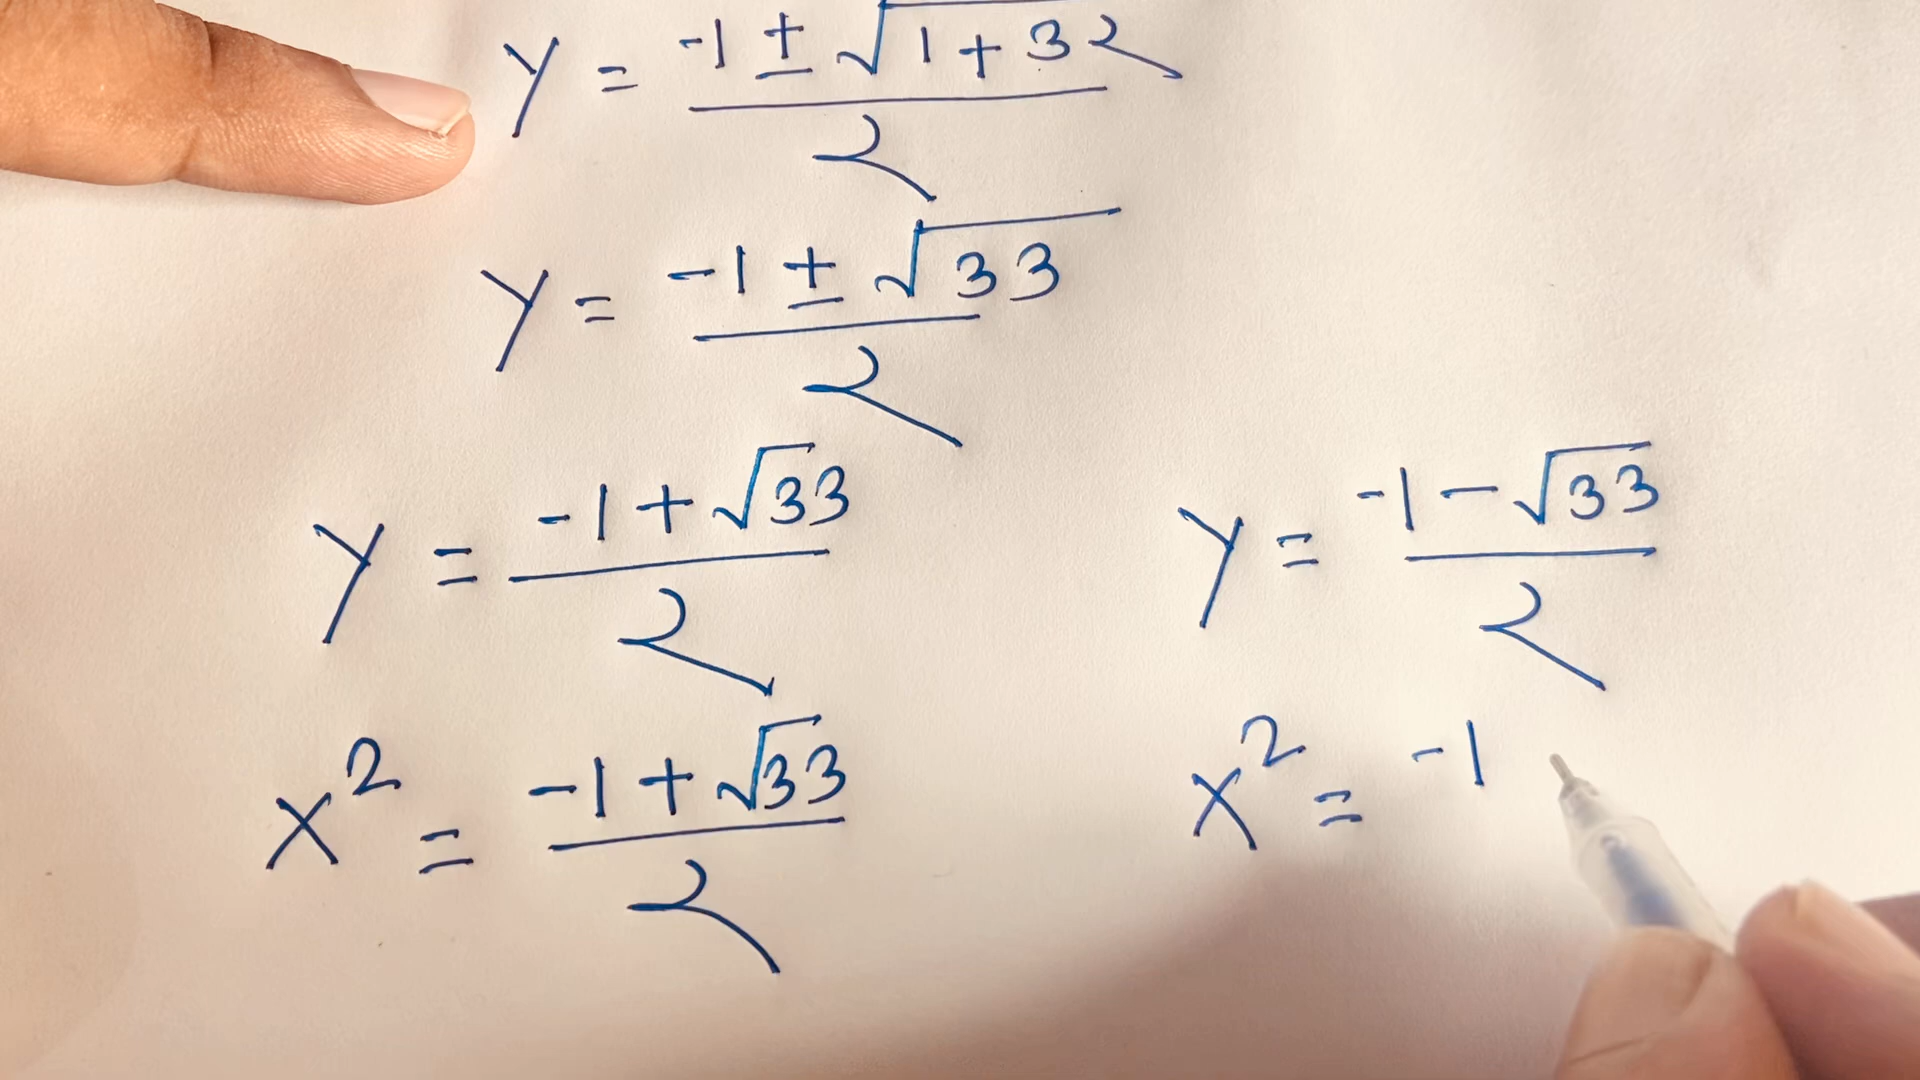 y = (-1 ± √(1 + 32)) / 2
y = (-1 ± √33) / 2
y = (-1 + √33) / 2    y = (-1 - √33) / 2
x² = (-1 + √33) / 2    x² = -1